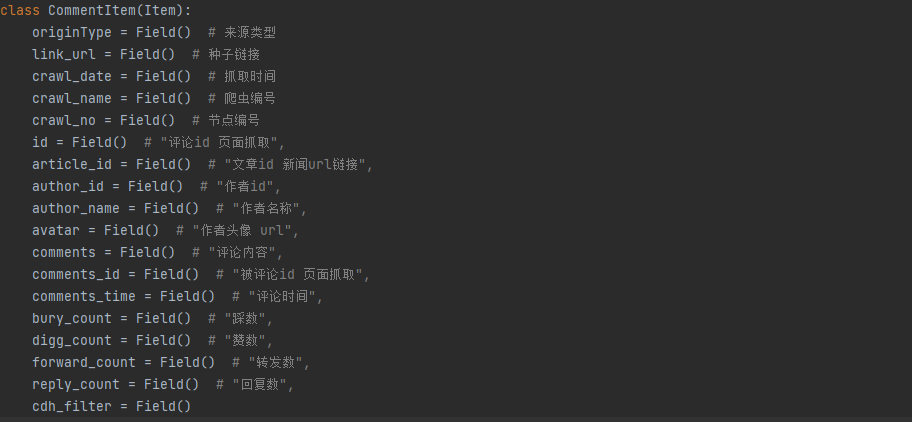 class CommentItem(Item):
    originType = Field()  # 来源类型
    link_url = Field()  # 种子链接
    crawl_date = Field()  # 抓取时间
    crawl_name = Field()  # 爬虫编号
    crawl_no = Field()  # 节点编号
    id = Field()  # "评论id 页面抓取",
    article_id = Field()  # "文章id 新闻url链接",
    author_id = Field()  # "作者id",
    author_name = Field()  # "作者名称",
    avatar = Field()  # "作者头像 url",
    comments = Field()  # "评论内容",
    comments_id = Field()  # "被评论id 页面抓取",
    comments_time = Field()  # "评论时间",
    bury_count = Field()  # "踩数",
    digg_count = Field()  # "赞数",
    forward_count = Field()  # "转发数",
    reply_count = Field()  # "回复数",
    cdh_filter = Field()